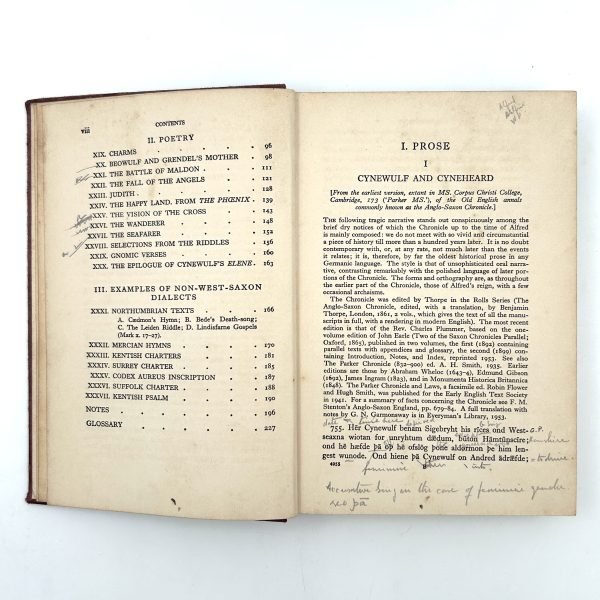 viii CONTENTS
II. POETRY
XIX. CHARMS . . . . . . 96
XX. BEOWULF AND GRENDEL'S MOTHER . 98
XXI. THE BATTLE OF MALDON . . . 111
XXII. THE FALL OF THE ANGELS . . . 121
XXIII. JUDITH . . . . . . 128
XXIV. THE HAPPY LAND. FROM THE PHŒNIX . 139
XXV. THE VISION OF THE CROSS . . . 143
XXVI. THE WANDERER . . . . 148
XXVII. THE SEAFARER . . . . 152
XXVIII. SELECTIONS FROM THE RIDDLES . . 156
XXIX. GNOMIC VERSES . . . . 160
XXX. THE EPILOGUE OF CYNEWULF'S ELENE . 163
III. EXAMPLES OF NON-WEST-SAXON
DIALECTS
XXXI. NORTHUMBRIAN TEXTS . . . 166
A. Cædmon's Hymn; B. Bede's Death-song;
C. The Leiden Riddle; D. Lindisfarne Gospels
(Mark z. 17-27).
XXXII. MERCIAN HYMNS . . . . 170
XXXIII. KENTISH CHARTERS . . . . 181
XXXIV. SURREY CHARTER . . . . 185
XXXV. CODEX AUREUS INSCRIPTION . . 187
XXXVI. SUFFOLK CHARTER . . . . 188
XXXVII. KENTISH PSALM . . . . 190
NOTES . . . . . . . 196
GLOSSARY . . . . . . 227
I. PROSE
I
CYNEWULF AND CYNEHEARD
[From the earliest version, extant in MS. Corpus Christi College,
Cambridge, 173 ('Parker MS.'), of the Old English annals
commonly known as the Anglo-Saxon Chronicle.]
THE following tragic narrative stands out conspicuously among the
brief dry notices of which the Chronicle up to the time of Alfred
is mainly composed: we do not meet with so vivid and circumstantial
a piece of history till more than a hundred years later. It is no doubt
contemporary with, or, at any rate, not much later than the events
it relates; it is, therefore, by far the oldest historical prose in any
Germanic language. The style is that of unsophisticated oral narra-
tive, contrasting remarkably with the polished language of later por-
tions of the Chronicle. The forms and orthography are, as throughout
the earlier part of the Chronicle, those of Alfred's reign, with a few
occasional archaisms.
The Chronicle was edited by Thorpe in the Rolls Series (The
Anglo-Saxon Chronicle, edited, with a translation, by Benjamin
Thorpe, London, 1861, 2 vols., which gives the text of all the manu-
scripts in full, with a rendering in modern English). The most recent
edition is that of the Rev. Charles Plummer, based on the one-
volume edition of John Earle (Two of the Saxon Chronicles Parallel;
Oxford, 1865), published in two volumes, the first (1892) containing
parallel texts with appendices and glossary, the second (1899) con-
taining Introduction, Notes, and Index, reprinted 1953. See also
The Parker Chronicle (832–900) ed. A. H. Smith, 1935. Earlier
editions are those by Abraham Wheloc (1643-4), Edmund Gibson
(1692), James Ingram (1823), and in Monumenta Historica Britannica
(1848). The Parker Chronicle and Laws, a facsimile ed. Robin Flower
and Hugh Smith, was published for the Early English Text Society
in 1941. For a summary of facts concerning the Chronicle see F. M.
Stenton's Anglo-Saxon England, pp. 679-84. A full translation with
notes by G. N. Garmonsway is in Everyman's Library, 1953.
755. Hēr Cynewulf benam Sigebryht his rīces ond West-
seaxna wiotan for unryhtum dǣdum, būton Hāmtūnscīre;
ond hē hæfde þā oþ hē ofslōg þone aldormon þe him len-
gest wunode. Ond hiene þā Cynewulf on Andred ādrǣfde;
4955
feminine
Accusative Sing in the case of feminine gender
seo þā